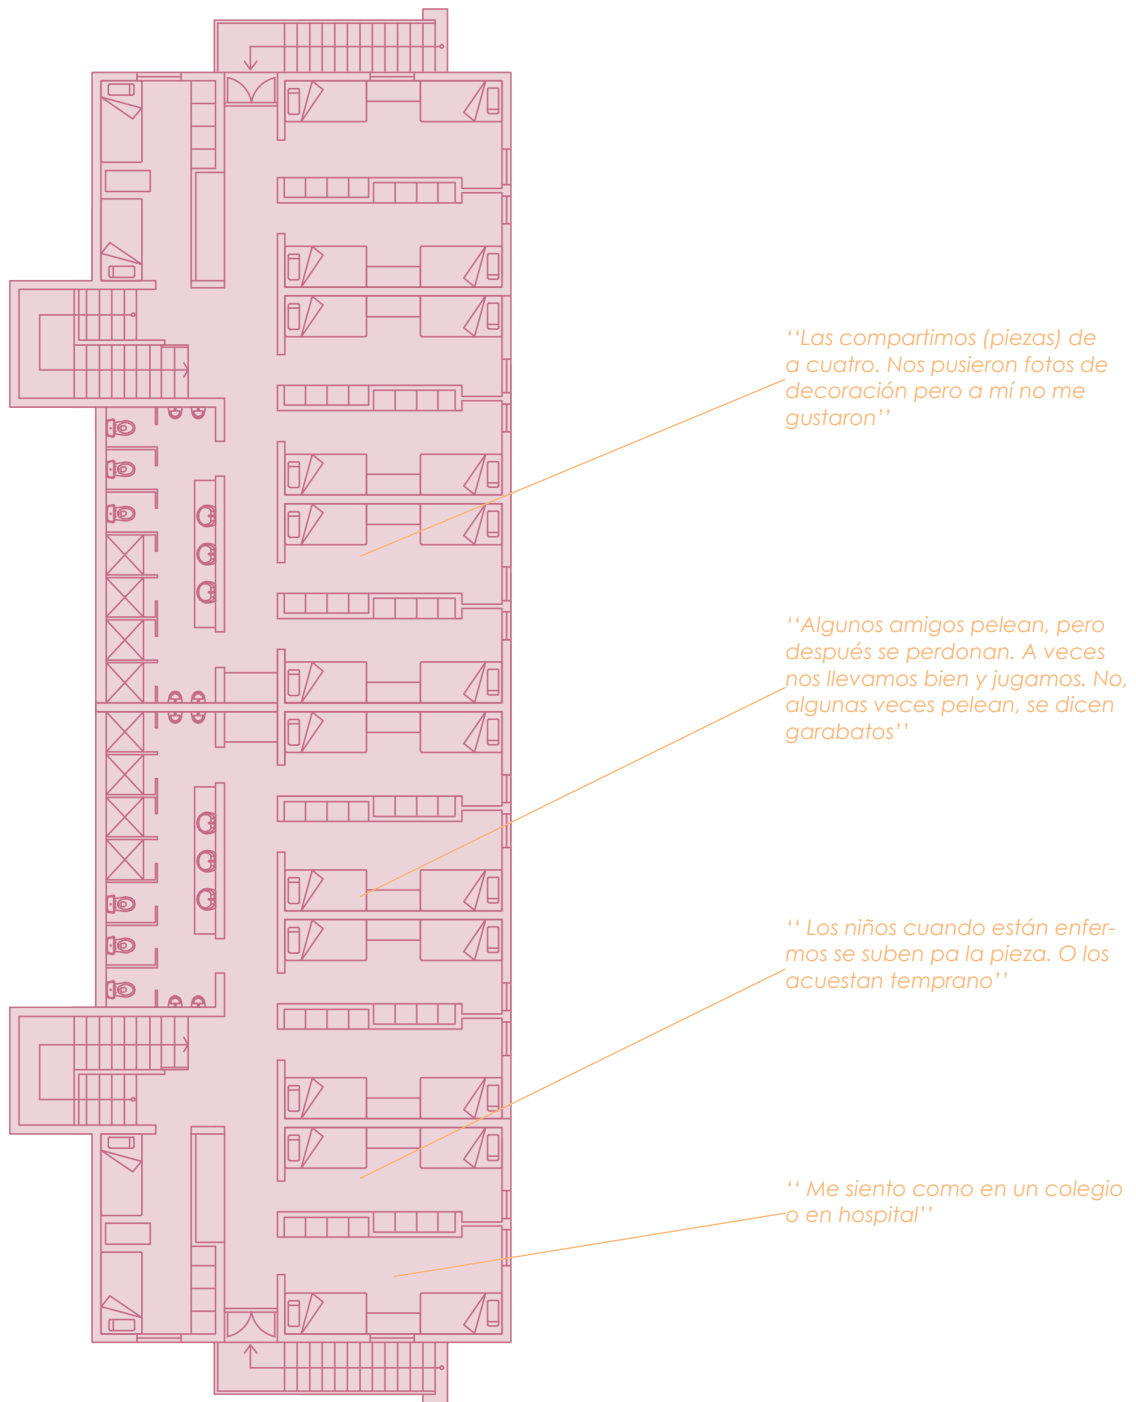 ‘‘Las compartimos (piezas) de
a cuatro. Nos pusieron fotos de
decoración pero a mí no me
gustaron’’
‘‘Algunos amigos pelean, pero
después se perdonan. A veces
nos llevamos bien y jugamos. No,
algunas veces pelean, se dicen
garabatos’’
‘‘ Los niños cuando están enfer-
mos se suben pa la pieza. O los
acuestan temprano’’
‘‘ Me siento como en un colegio
o en hospital’’